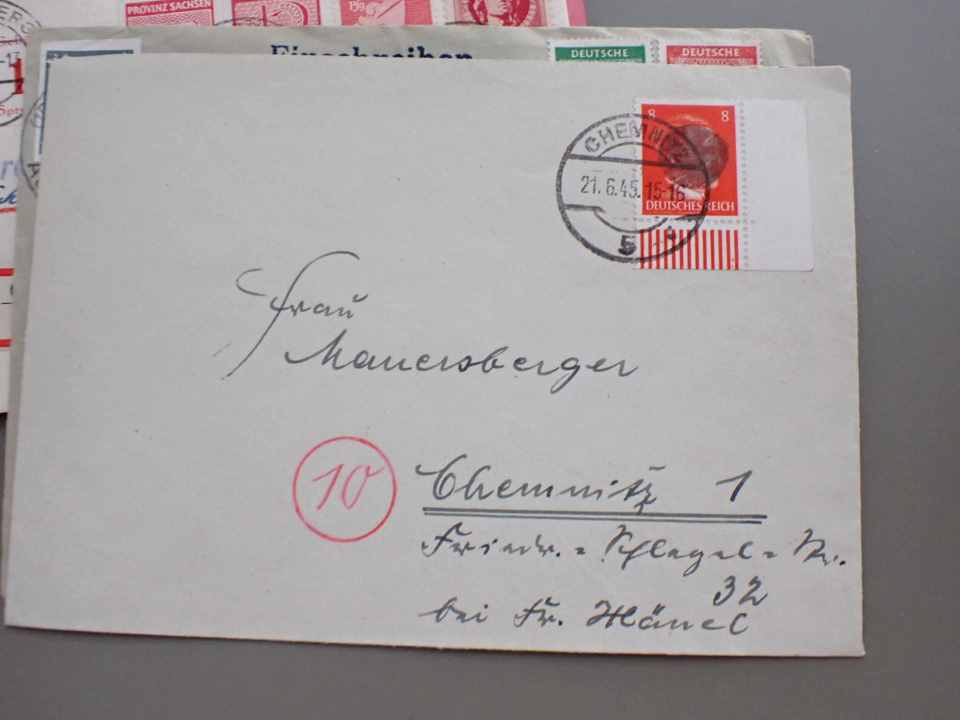 PROVINZ SACHSEN
Einschreiben
DEUTSCHE
DEUTSCHE
8 8
DEUTSCHES REICH
CHEMNITZ
21.6.45.15-16
5
Frau
Mauersberger
10
Chemnitz 1
Friedr.=Schlegel=Str.
32
bei Fr. Hänel